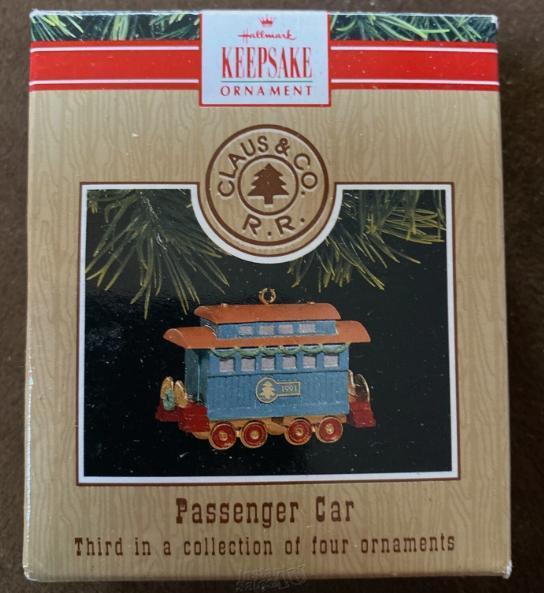 Hallmark
KEEPSAKE
ORNAMENT
CLAUS & CO.
R.R.
1991
Passenger Car
Third in a collection of four ornaments